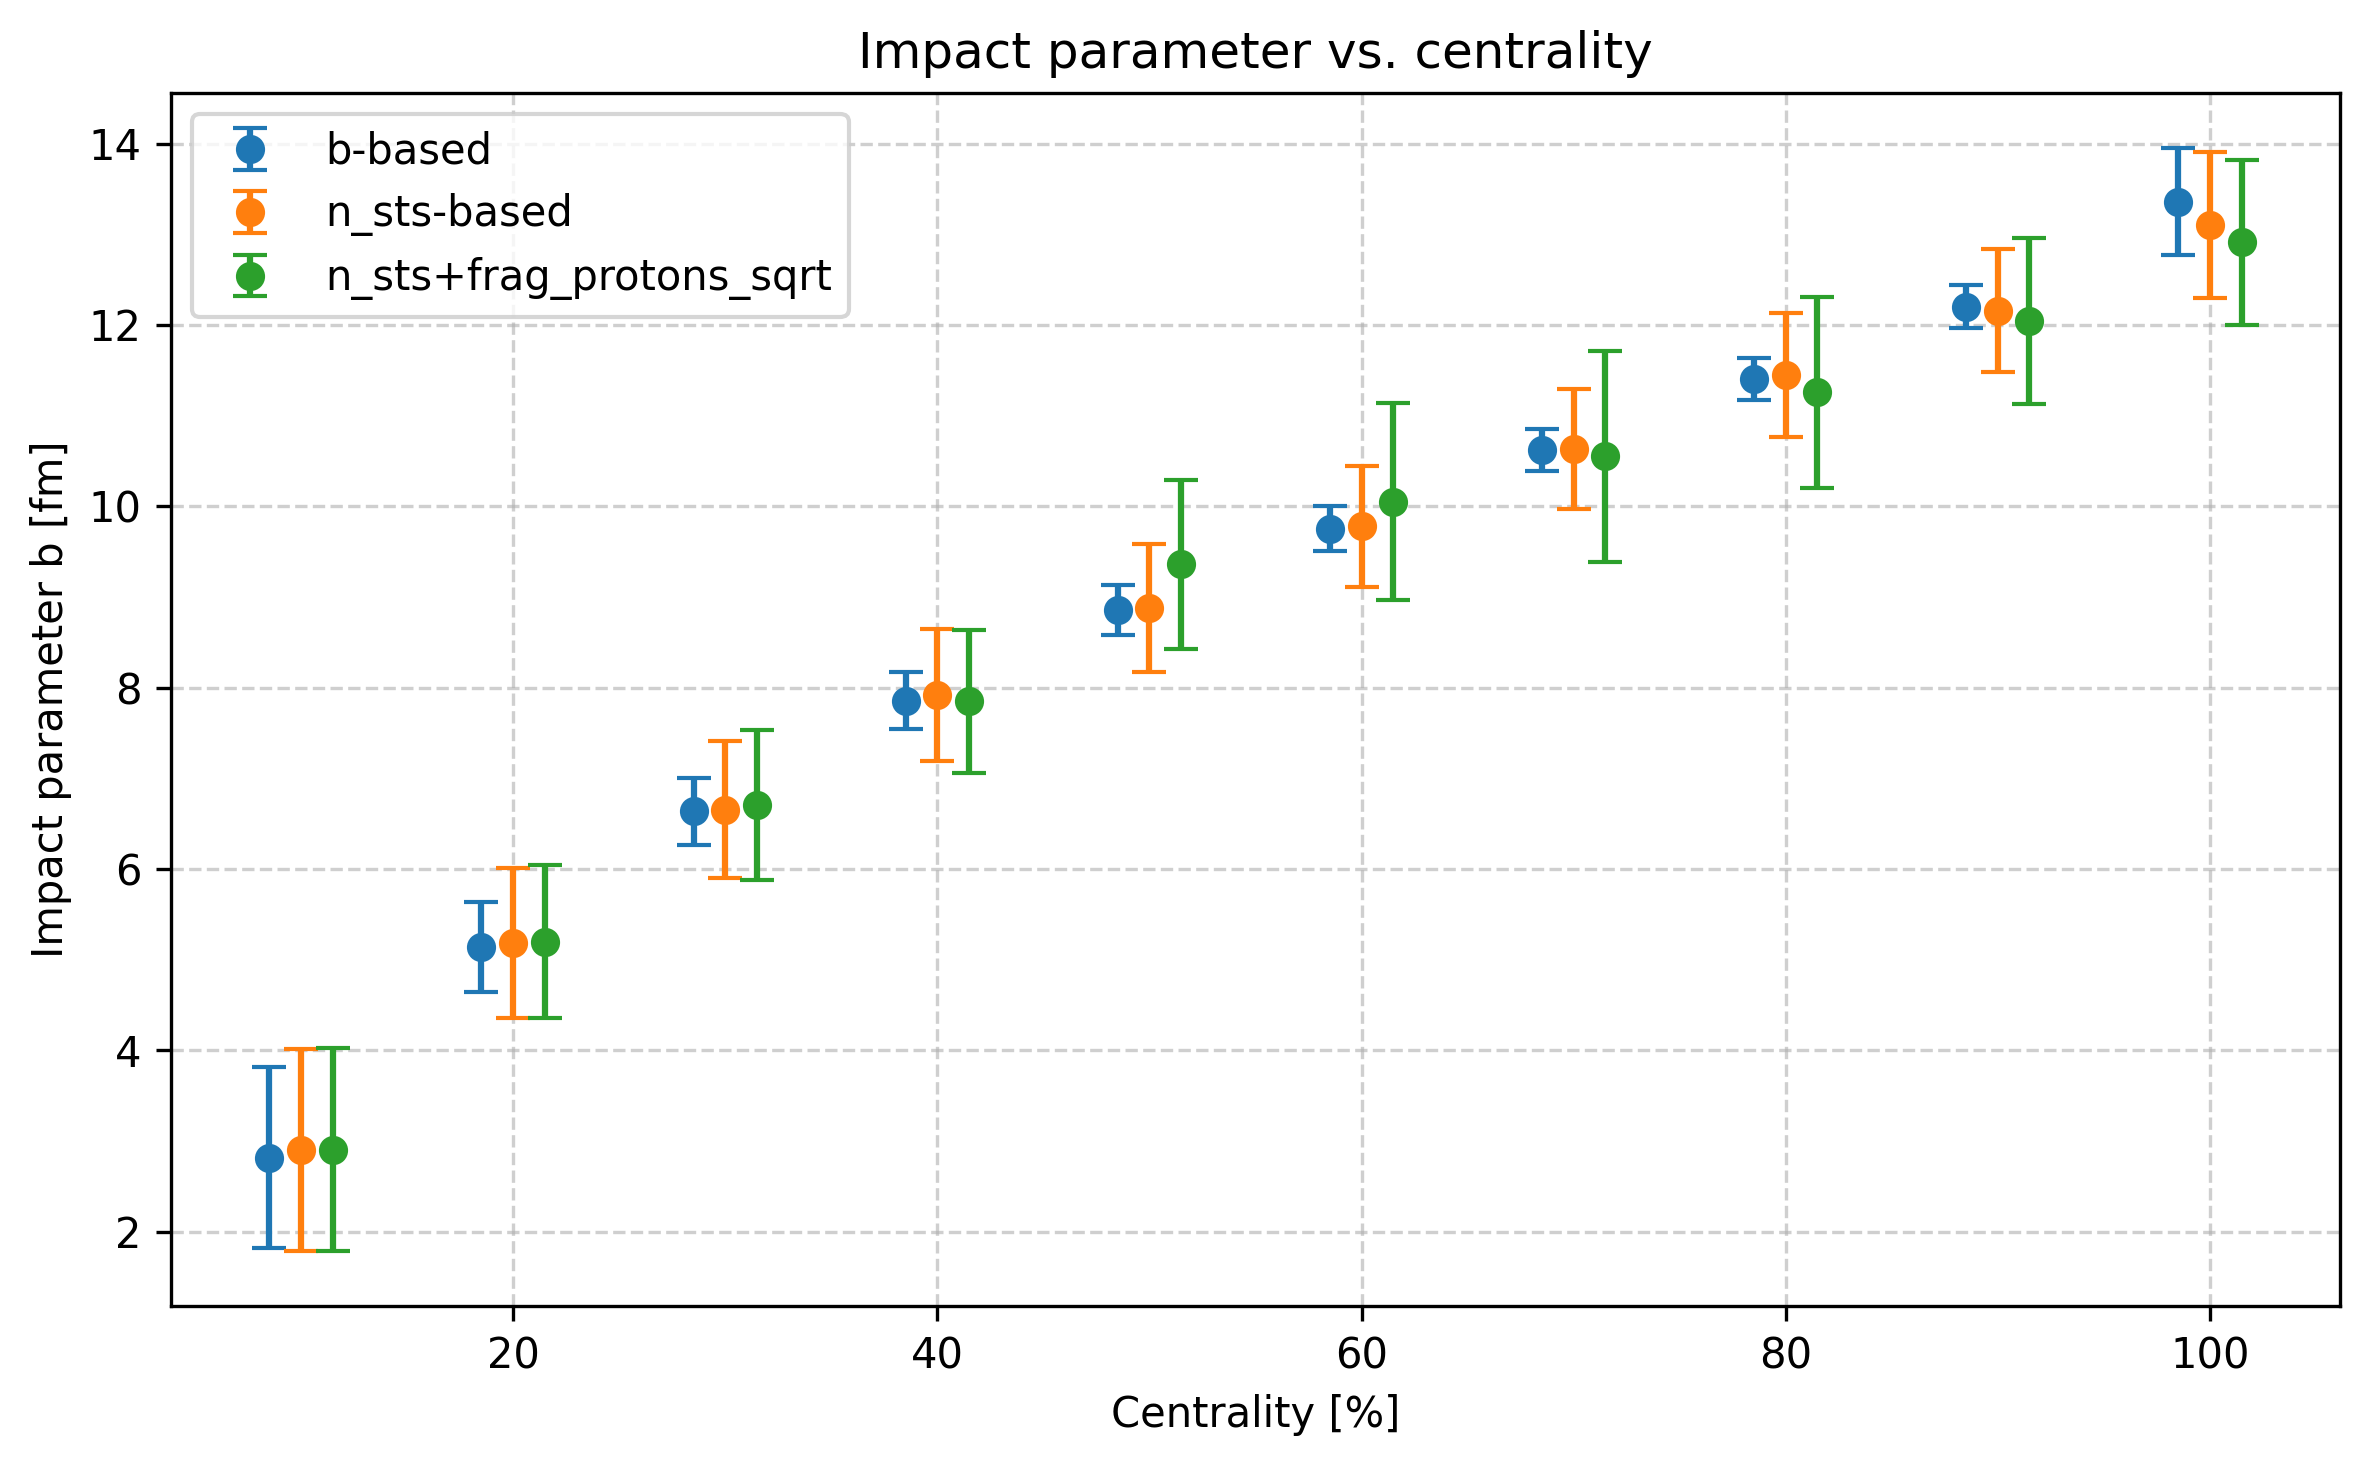 Impact parameter vs. centrality
b-based
n_sts-based
n_sts+frag_protons_sqrt
Impact parameter b [fm]
14
12
10
8
6
4
2
20 40 60 80 100
Centrality [%]